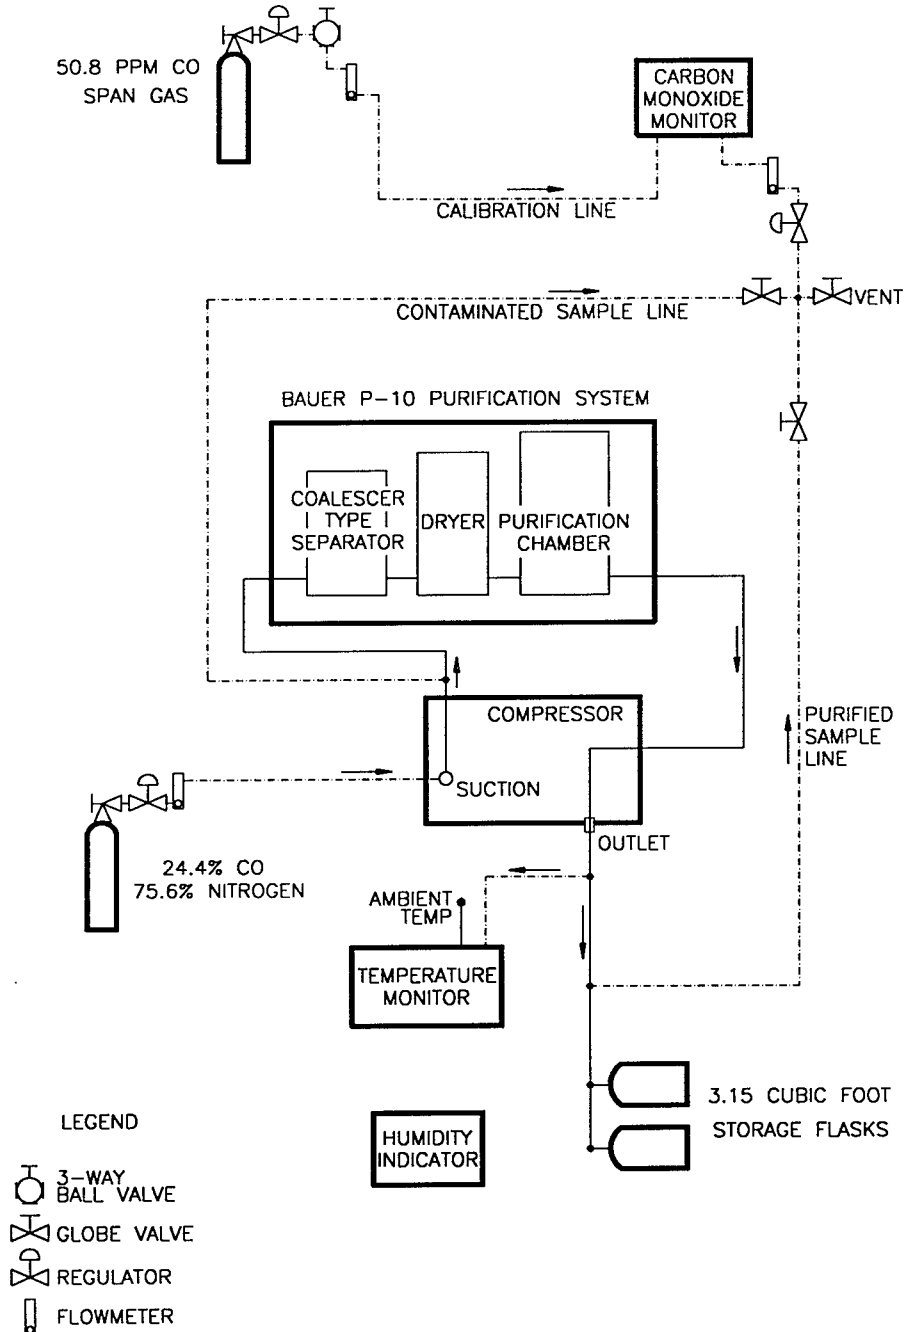 50.8 PPM CO
SPAN GAS
CARBON
MONOXIDE
MONITOR
CALIBRATION LINE
CONTAMINATED SAMPLE LINE
VENT
BAUER P-10 PURIFICATION SYSTEM
COALESCER
TYPE
SEPARATOR
DRYER
PURIFICATION
CHAMBER
COMPRESSOR
SUCTION
PURIFIED
SAMPLE
LINE
OUTLET
24.4% CO
75.6% NITROGEN
AMBIENT
TEMP
TEMPERATURE
MONITOR
3.15 CUBIC FOOT
STORAGE FLASKS
HUMIDITY
INDICATOR
LEGEND
3-WAY
BALL VALVE
GLOBE VALVE
REGULATOR
FLOWMETER